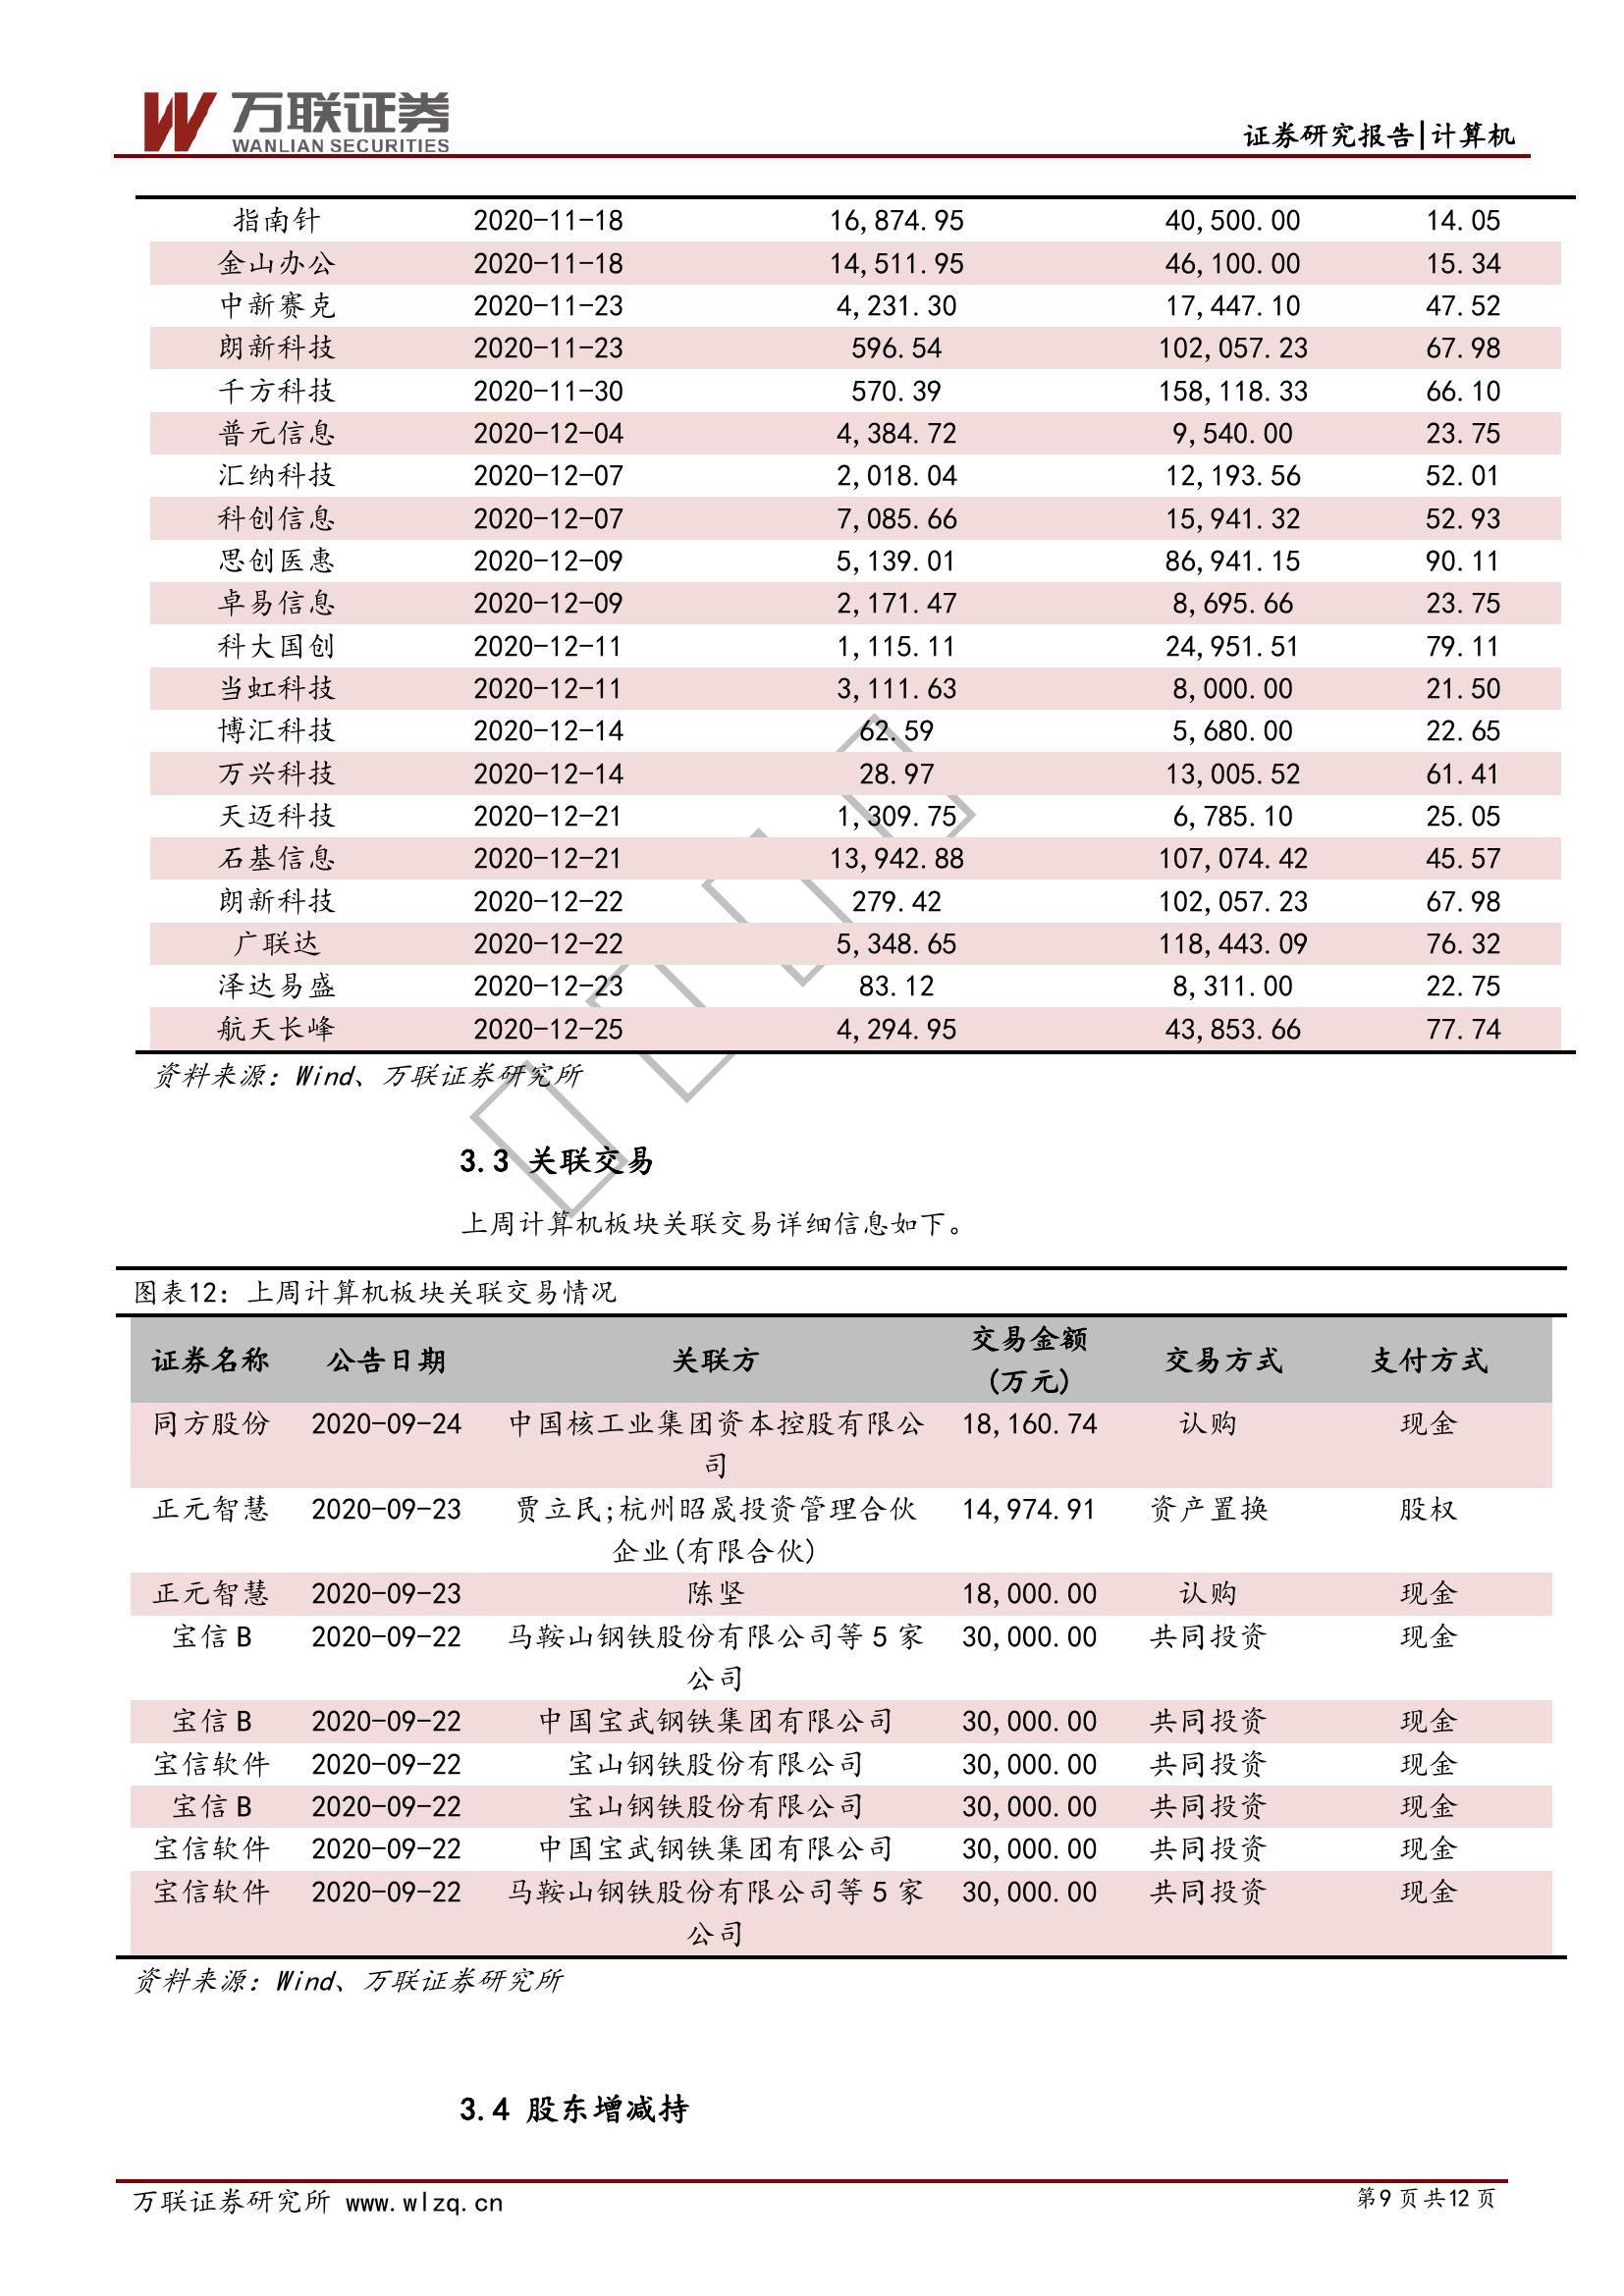 万联证券
WANLIAN SECURITIES
证券研究报告|计算机
指南针 2020-11-18 16,874.95 40,500.00 14.05
金山办公 2020-11-18 14,511.95 46,100.00 15.34
中新赛克 2020-11-23 4,231.30 17,447.10 47.52
朗新科技 2020-11-23 596.54 102,057.23 67.98
千方科技 2020-11-30 570.39 158,118.33 66.10
普元信息 2020-12-04 4,384.72 9,540.00 23.75
汇纳科技 2020-12-07 2,018.04 12,193.56 52.01
科创信息 2020-12-07 7,085.66 15,941.32 52.93
思创医惠 2020-12-09 5,139.01 86,941.15 90.11
卓易信息 2020-12-09 2,171.47 8,695.66 23.75
科大国创 2020-12-11 1,115.11 24,951.51 79.11
当虹科技 2020-12-11 3,111.63 8,000.00 21.50
博汇科技 2020-12-14 62.59 5,680.00 22.65
万兴科技 2020-12-14 28.97 13,005.52 61.41
天迈科技 2020-12-21 1,309.75 6,785.10 25.05
石基信息 2020-12-21 13,942.88 107,074.42 45.57
朗新科技 2020-12-22 279.42 102,057.23 67.98
广联达 2020-12-22 5,348.65 118,443.09 76.32
泽达易盛 2020-12-23 83.12 8,311.00 22.75
航天长峰 2020-12-25 4,294.95 43,853.66 77.74
资料来源：Wind、万联证券研究所
3.3 关联交易
上周计算机板块关联交易详细信息如下。
图表12：上周计算机板块关联交易情况
证券名称 公告日期 关联方 交易金额 交易方式 支付方式
(万元)
同方股份 2020-09-24 中国核工业集团资本控股有限公 18,160.74 认购 现金
司
正元智慧 2020-09-23 贾立民;杭州昭晟投资管理合伙 14,974.91 资产置换 股权
企业(有限合伙)
正元智慧 2020-09-23 陈坚 18,000.00 认购 现金
宝信 B 2020-09-22 马鞍山钢铁股份有限公司等 5 家 30,000.00 共同投资 现金
公司
宝信 B 2020-09-22 中国宝武钢铁集团有限公司 30,000.00 共同投资 现金
宝信软件 2020-09-22 宝山钢铁股份有限公司 30,000.00 共同投资 现金
宝信 B 2020-09-22 宝山钢铁股份有限公司 30,000.00 共同投资 现金
宝信软件 2020-09-22 中国宝武钢铁集团有限公司 30,000.00 共同投资 现金
宝信软件 2020-09-22 马鞍山钢铁股份有限公司等 5 家 30,000.00 共同投资 现金
公司
资料来源：Wind、万联证券研究所
3.4 股东增减持
万联证券研究所 www.wlzq.cn
第 9 页 共 12 页